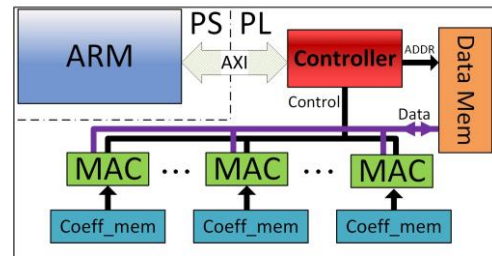 PS PL
ARM
AXI
Controller
ADDR
Data Mem
Control
Data
MAC ... MAC ... MAC
Coeff_mem Coeff_mem Coeff_mem